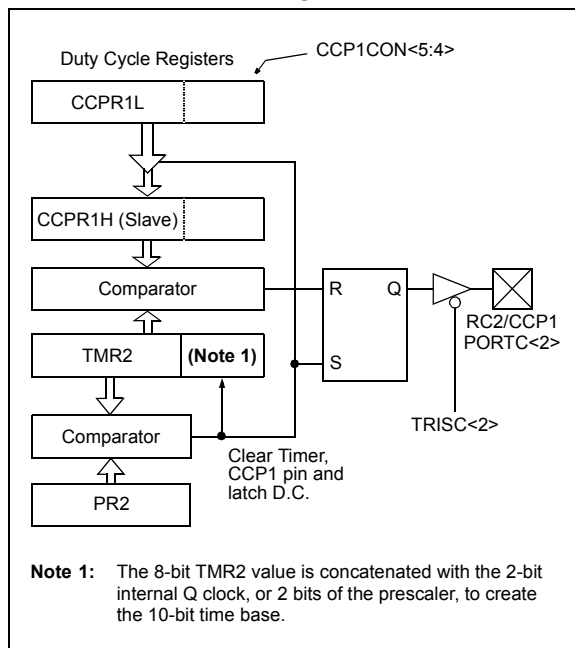 Duty Cycle Registers
CCP1CON<5:4>
CCPR1L
CCPR1H (Slave)
Comparator
R
Q
RC2/CCP1
PORTC<2>
TMR2
(Note 1)
S
TRISC<2>
Comparator
Clear Timer,
CCP1 pin and
latch D.C.
PR2
Note 1: The 8-bit TMR2 value is concatenated with the 2-bit
internal Q clock, or 2 bits of the prescaler, to create
the 10-bit time base.